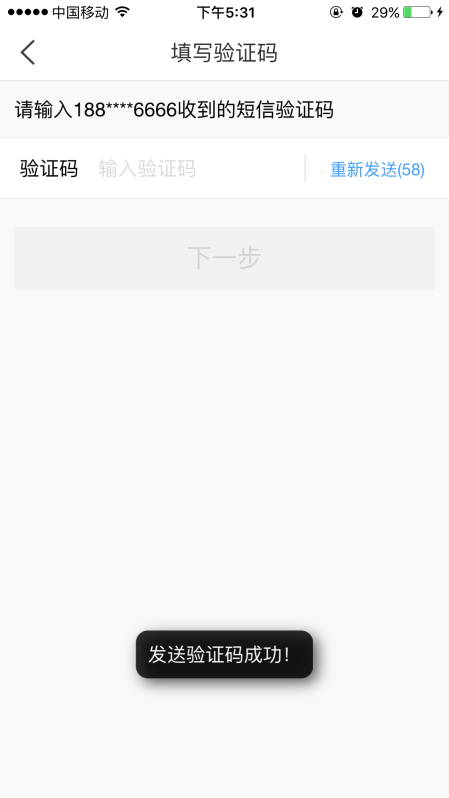 中国移动 下午5:31 29%
填写验证码
请输入188****6666收到的短信验证码
验证码 输入验证码 重新发送(58)
下一步
发送验证码成功！